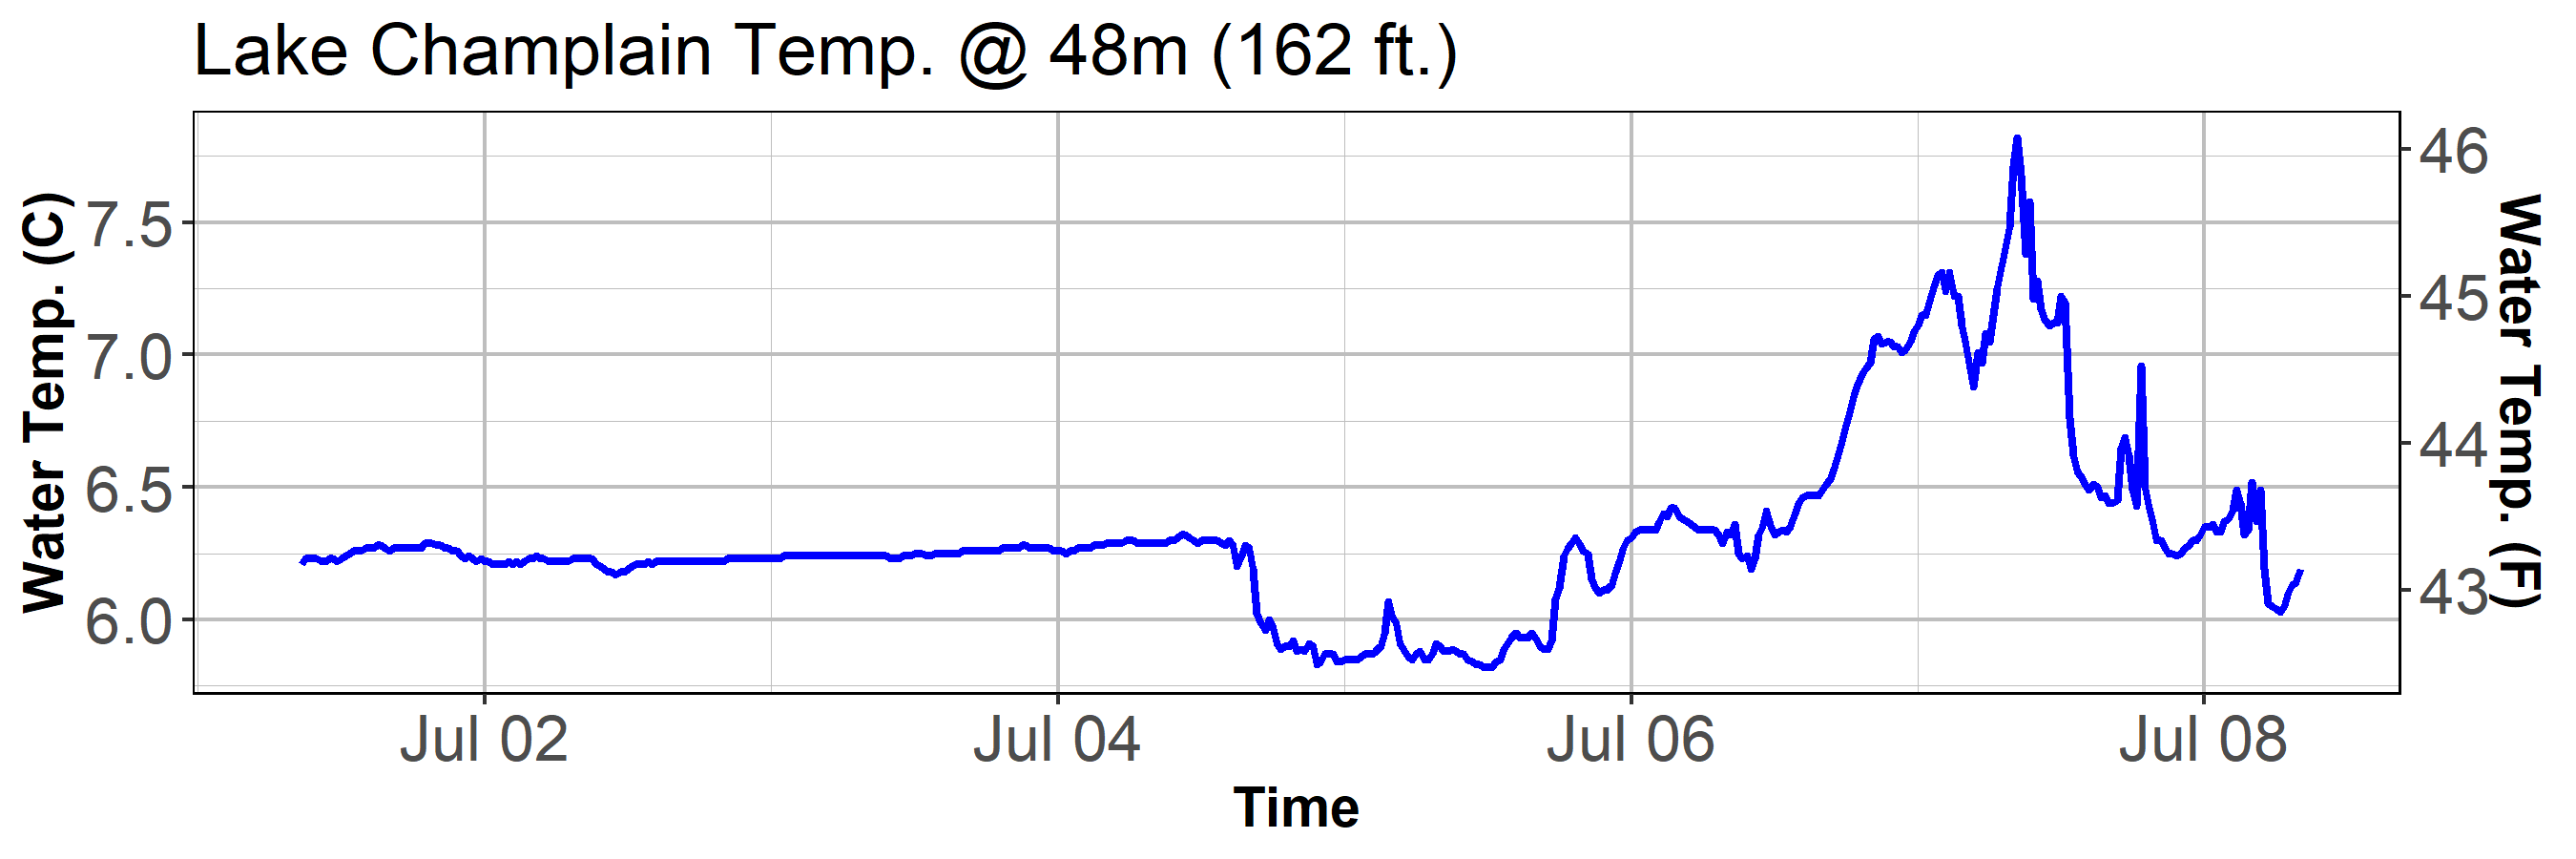 Lake Champlain Temp. @ 48m (162 ft.)
Water Temp. (C)
7.5
7.0
6.5
6.0
46
45
44
43
Water Temp. (F)
Jul 02 Jul 04 Jul 06 Jul 08
Time